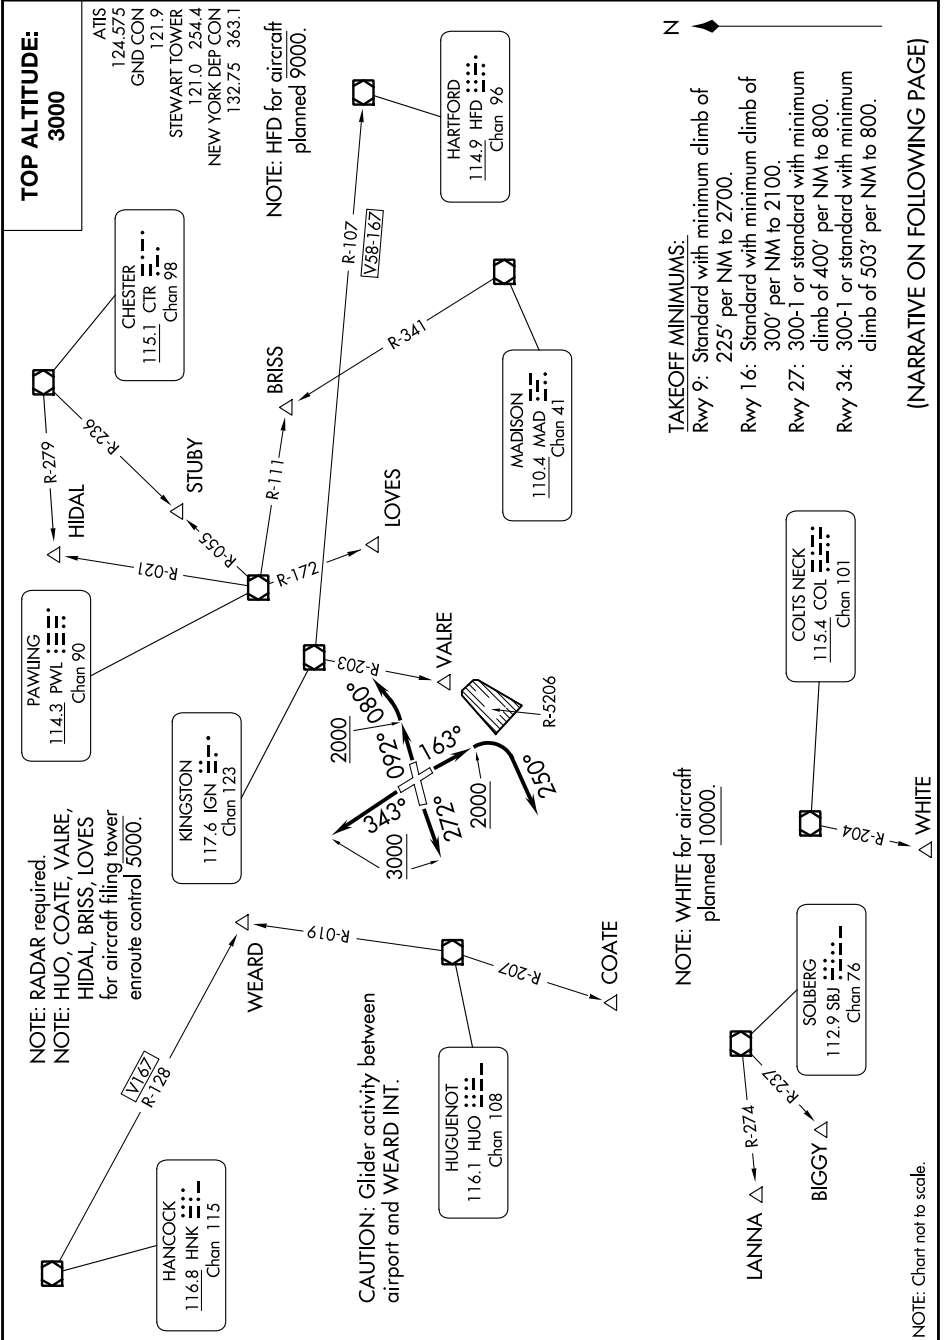 TOP ALTITUDE:
3000
ATIS
124.575
GND CON
121.9
STEWART TOWER
121.0 254.4
NEW YORK DEP CON
132.75 363.1
NOTE: HFD for aircraft
planned 9000.
NOTE: RADAR required.
NOTE: HUO, COATE, VALRE,
HIDAL, BRISS, LOVES
for aircraft filing tower
enroute control 5000.
HANCOCK
116.8 HNK
Chan 115
V167
R-128
WEARD
R-019
HUGUENOT
116.1 HUO
Chan 108
R-207
COATE
CAUTION: Glider activity between
airport and WEARD INT.
KINGSTON
117.6 IGN
Chan 123
R-203
VALRE
R-5206
PAWLING
114.3 PWL
Chan 90
R-021
HIDAL
R-279
R-055
STUBY
R-236
CHESTER
115.1 CTR
Chan 98
R-111
BRISS
R-172
LOVES
R-341
MADISON
110.4 MAD
Chan 41
R-107
V58-167
HARTFORD
114.9 HFD
Chan 96
343°
3000
272°
092°
2000
080°
163°
2000
250°
NOTE: WHITE for aircraft
planned 10000.
SOLBERG
112.9 SBJ
Chan 76
R-274
LANNA
R-237
BIGGY
COLTS NECK
115.4 COL
Chan 101
R-204
WHITE
N
TAKEOFF MINIMUMS:
Rwy 9: Standard with minimum climb of
225' per NM to 2700.
Rwy 16: Standard with minimum climb of
300' per NM to 2100.
Rwy 27: 300-1 or standard with minimum
climb of 400' per NM to 800.
Rwy 34: 300-1 or standard with minimum
climb of 503' per NM to 800.
(NARRATIVE ON FOLLOWING PAGE)
NOTE: Chart not to scale.